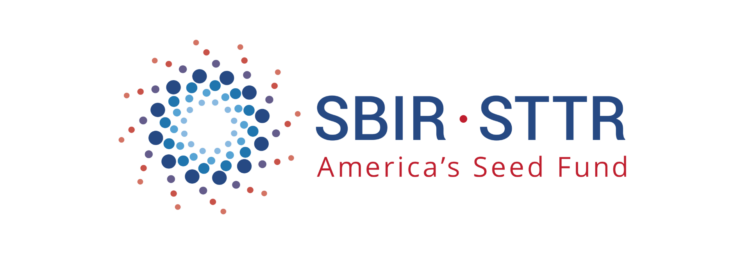 SBIR · STTR
America's Seed Fund